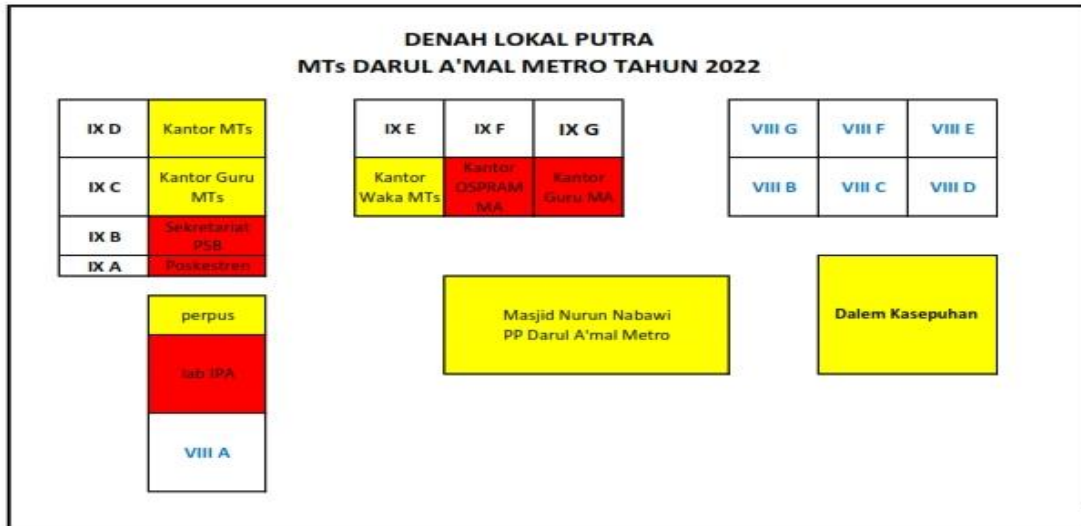 DENAH LOKAL PUTRA
MTs DARUL A'MAL METRO TAHUN 2022
IX D
Kantor MTs
IX C
Kantor Guru
MTs
IX B
Sekretariat
PSB
IX A
Poskestren
perpus
lab IPA
VIII A
IX E
IX F
IX G
Kantor
Waka MTs
Kantor
OSPRAM
MA
Kantor
Guru MA
VIII G
VIII F
VIII E
VIII B
VIII C
VIII D
Masjid Nurun Nabawi
PP Darul A'mal Metro
Dalem Kasepuhan